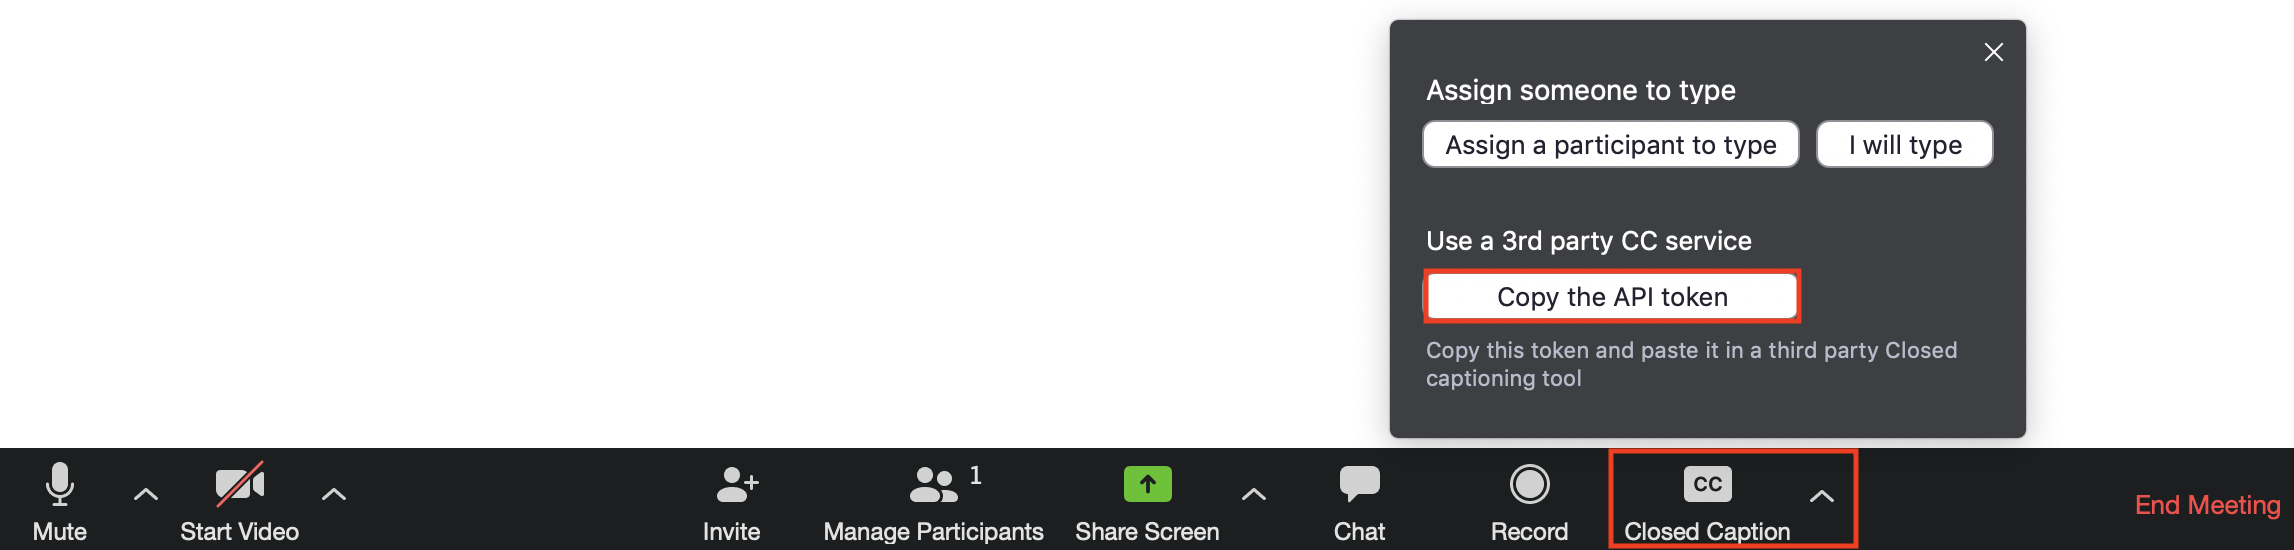 Assign someone to type
Assign a participant to type
I will type
Use a 3rd party CC service
Copy the API token
Copy this token and paste it in a third party Closed
captioning tool
1
CC
Mute
Start Video
Invite
Manage Participants
Share Screen
Chat
Record
Closed Caption
End Meeting